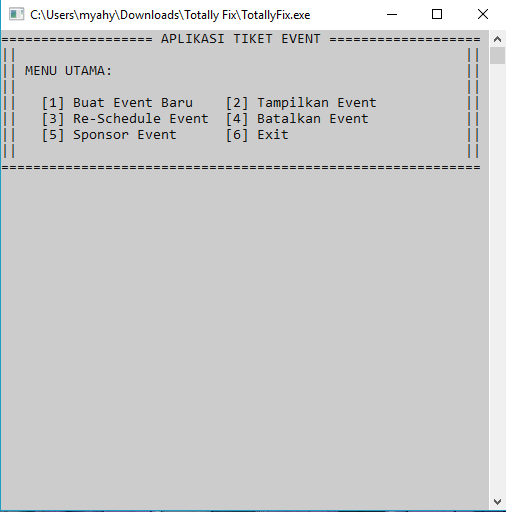 C:\Users\myahy\Downloads\Totally Fix\TotallyFix.exe
=================== APLIKASI TIKET EVENT ===================
|| ||
|| MENU UTAMA: ||
|| ||
|| [1] Buat Event Baru [2] Tampilkan Event ||
|| [3] Re-Schedule Event [4] Batalkan Event ||
|| [5] Sponsor Event [6] Exit ||
|| ||
============================================================